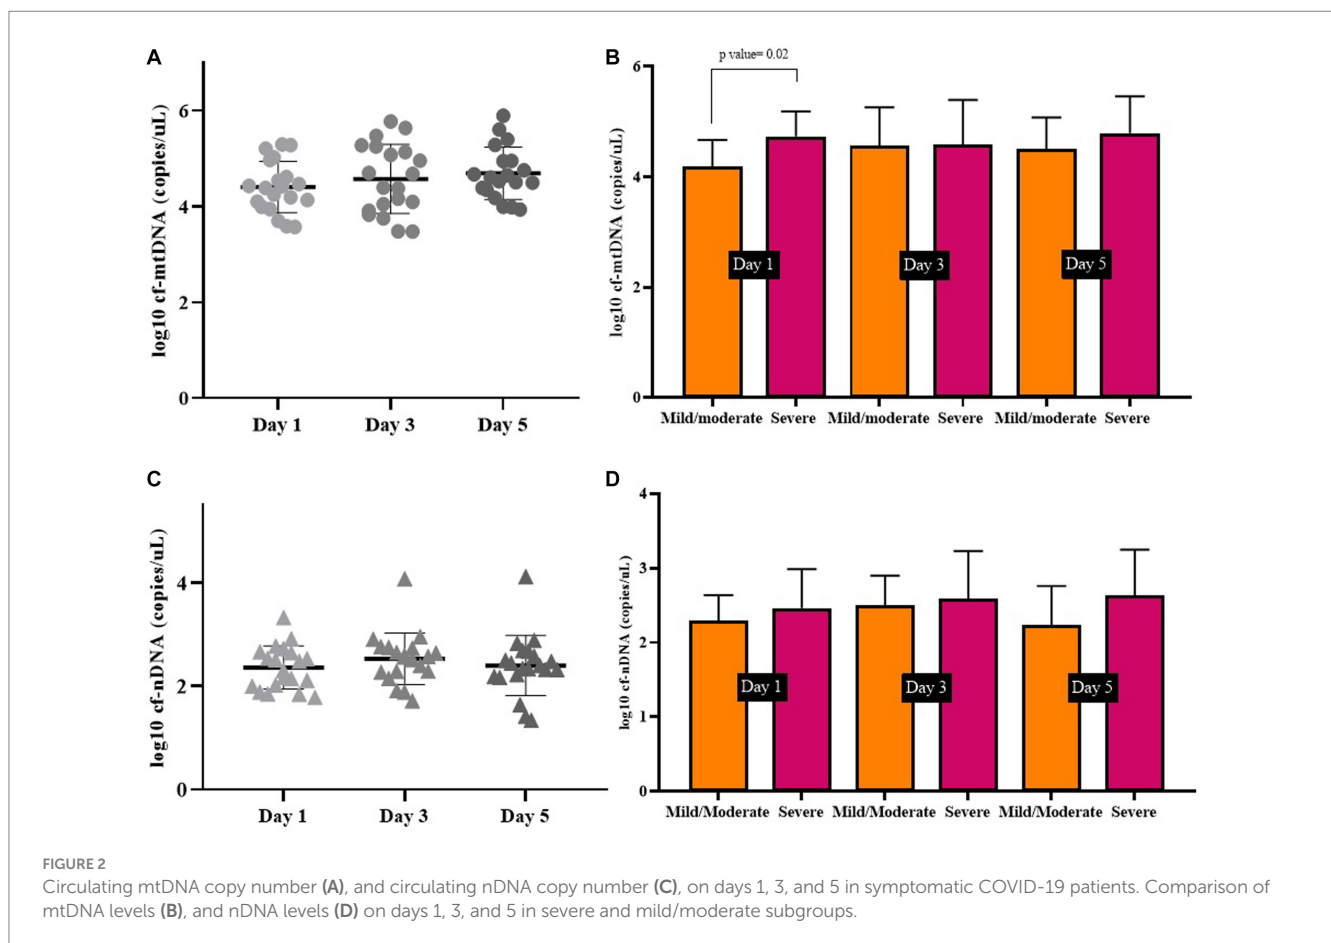 A
log10 cf-mtDNA (copies/uL)
6
4
2
0
Day 1 Day 3 Day 5
B
p value= 0.02
log10 cf-mtDNA (copies/uL)
6
4
2
0
Day 1 Day 3 Day 5
Mild/moderate Severe Mild/moderate Severe Mild/moderate Severe
C
log10 cf-nDNA (copies/uL)
4
2
0
Day 1 Day 3 Day 5
D
log10 cf-nDNA (copies/uL)
4
3
2
1
0
Day 1 Day 3 Day 5
Mild/Moderate Severe Mild/Moderate Severe Mild/Moderate Severe
FIGURE 2
Circulating mtDNA copy number (A), and circulating nDNA copy number (C), on days 1, 3, and 5 in symptomatic COVID-19 patients. Comparison of
mtDNA levels (B), and nDNA levels (D) on days 1, 3, and 5 in severe and mild/moderate subgroups.